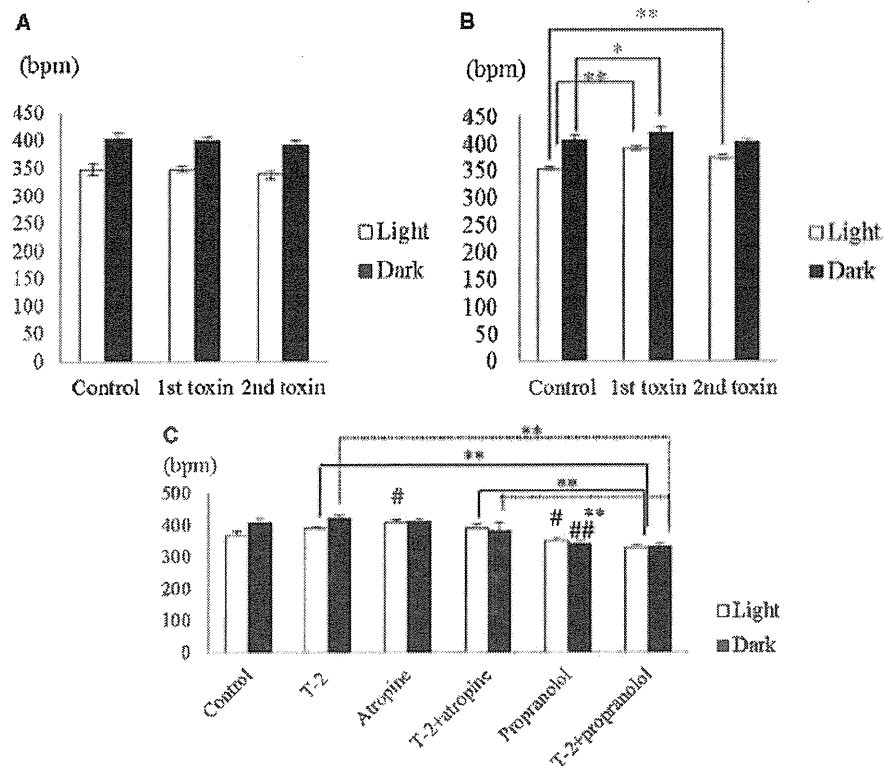 A
(bpm)
450
400
350
300
250
200
150
100
50
0
Control 1st toxin 2nd toxin
Light
Dark
B
(bpm)
**
*
**
450
400
350
300
250
200
150
100
50
0
Control 1st toxin 2nd toxin
Light
Dark
C
(bpm)
**
**
**
**
#
#
##
500
400
300
200
100
0
Control
T-2
Atropine
T-2+atropine
Propranolol
T-2+propranolol
Light
Dark